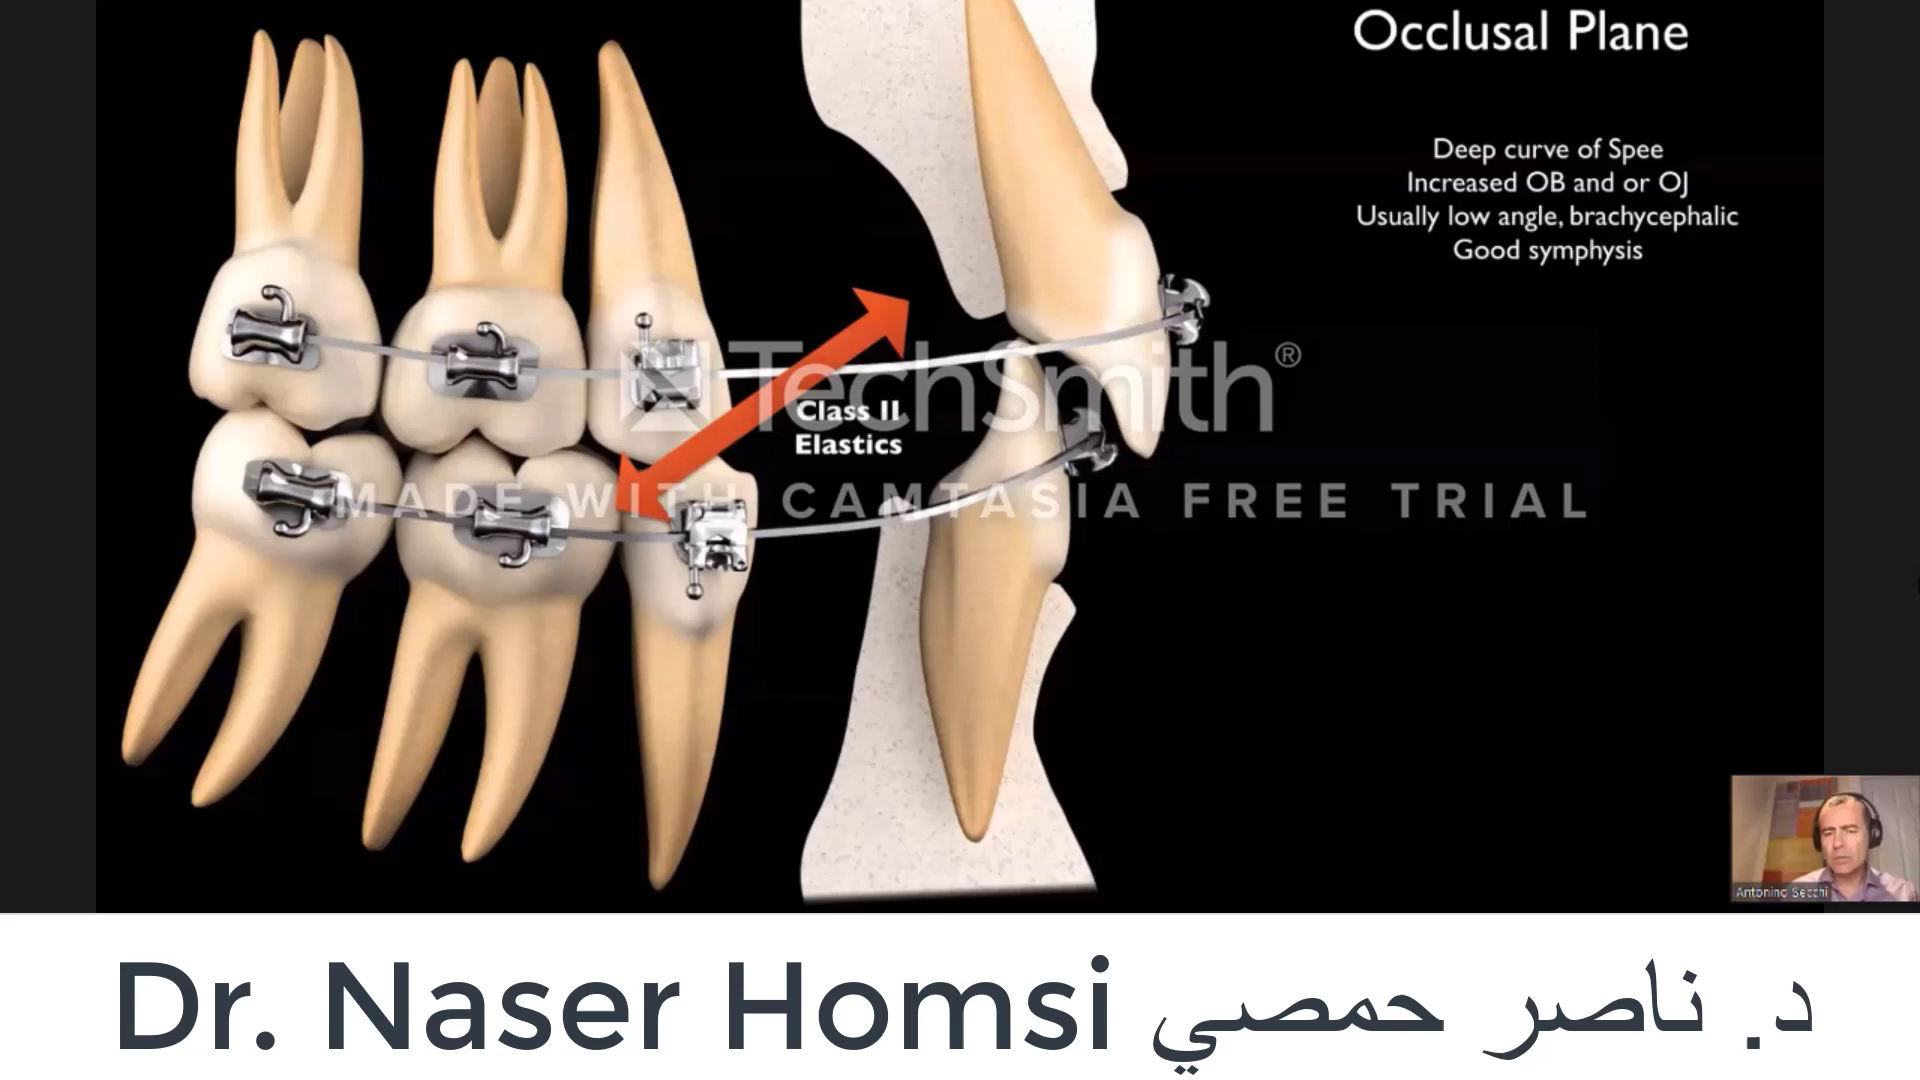 Occlusal Plane
Deep curve of Spee
Increased OB and or OJ
Usually low angle, brachycephalic
Good symphysis
TechSmith®
Class II
Elastics
MADE WITH CAMTASIA FREE TRIAL
Antonino Secchi
Dr. Naser Homsi د. ناصر حمصي